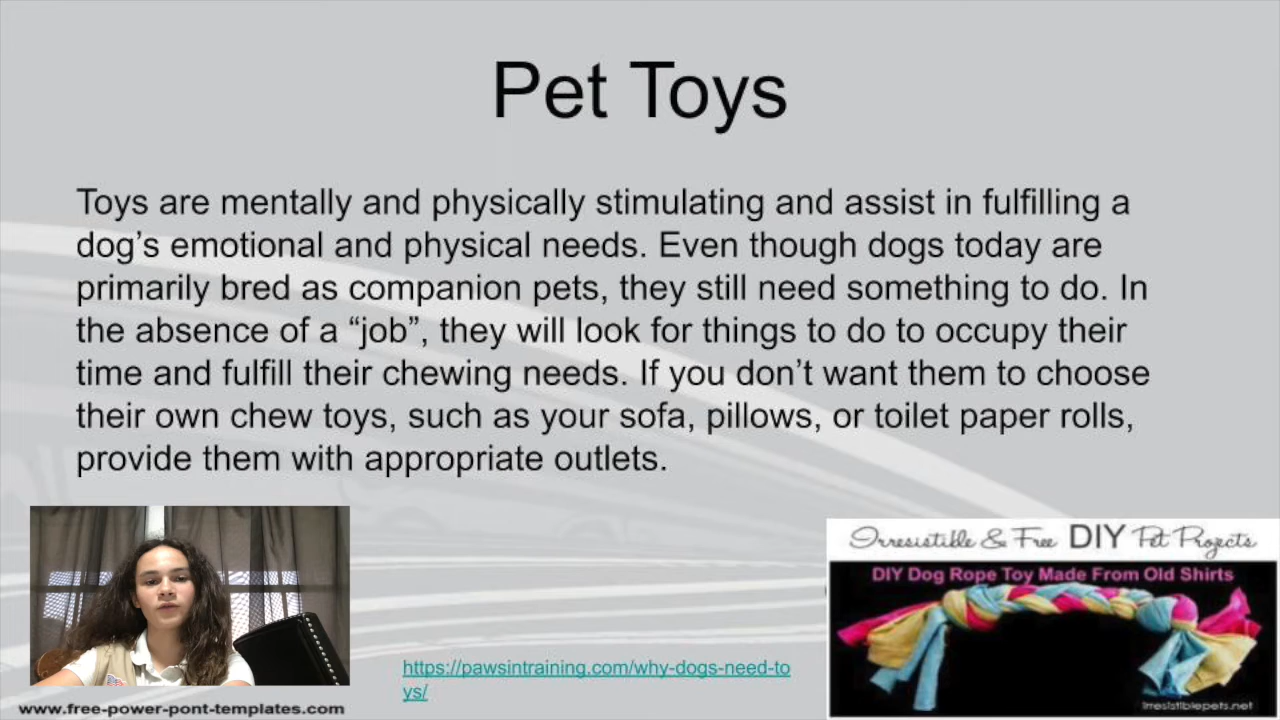 Pet Toys
Toys are mentally and physically stimulating and assist in fulfilling a
dog’s emotional and physical needs. Even though dogs today are
primarily bred as companion pets, they still need something to do. In
the absence of a “job”, they will look for things to do to occupy their
time and fulfill their chewing needs. If you don’t want them to choose
their own chew toys, such as your sofa, pillows, or toilet paper rolls,
provide them with appropriate outlets.
Irresistible & Free DIY Pet Projects
DIY Dog Rope Toy Made From Old Shirts
irresistiblepets.net
https://pawsintraining.com/why-dogs-need-to
ys/
www.free-power-pont-templates.com